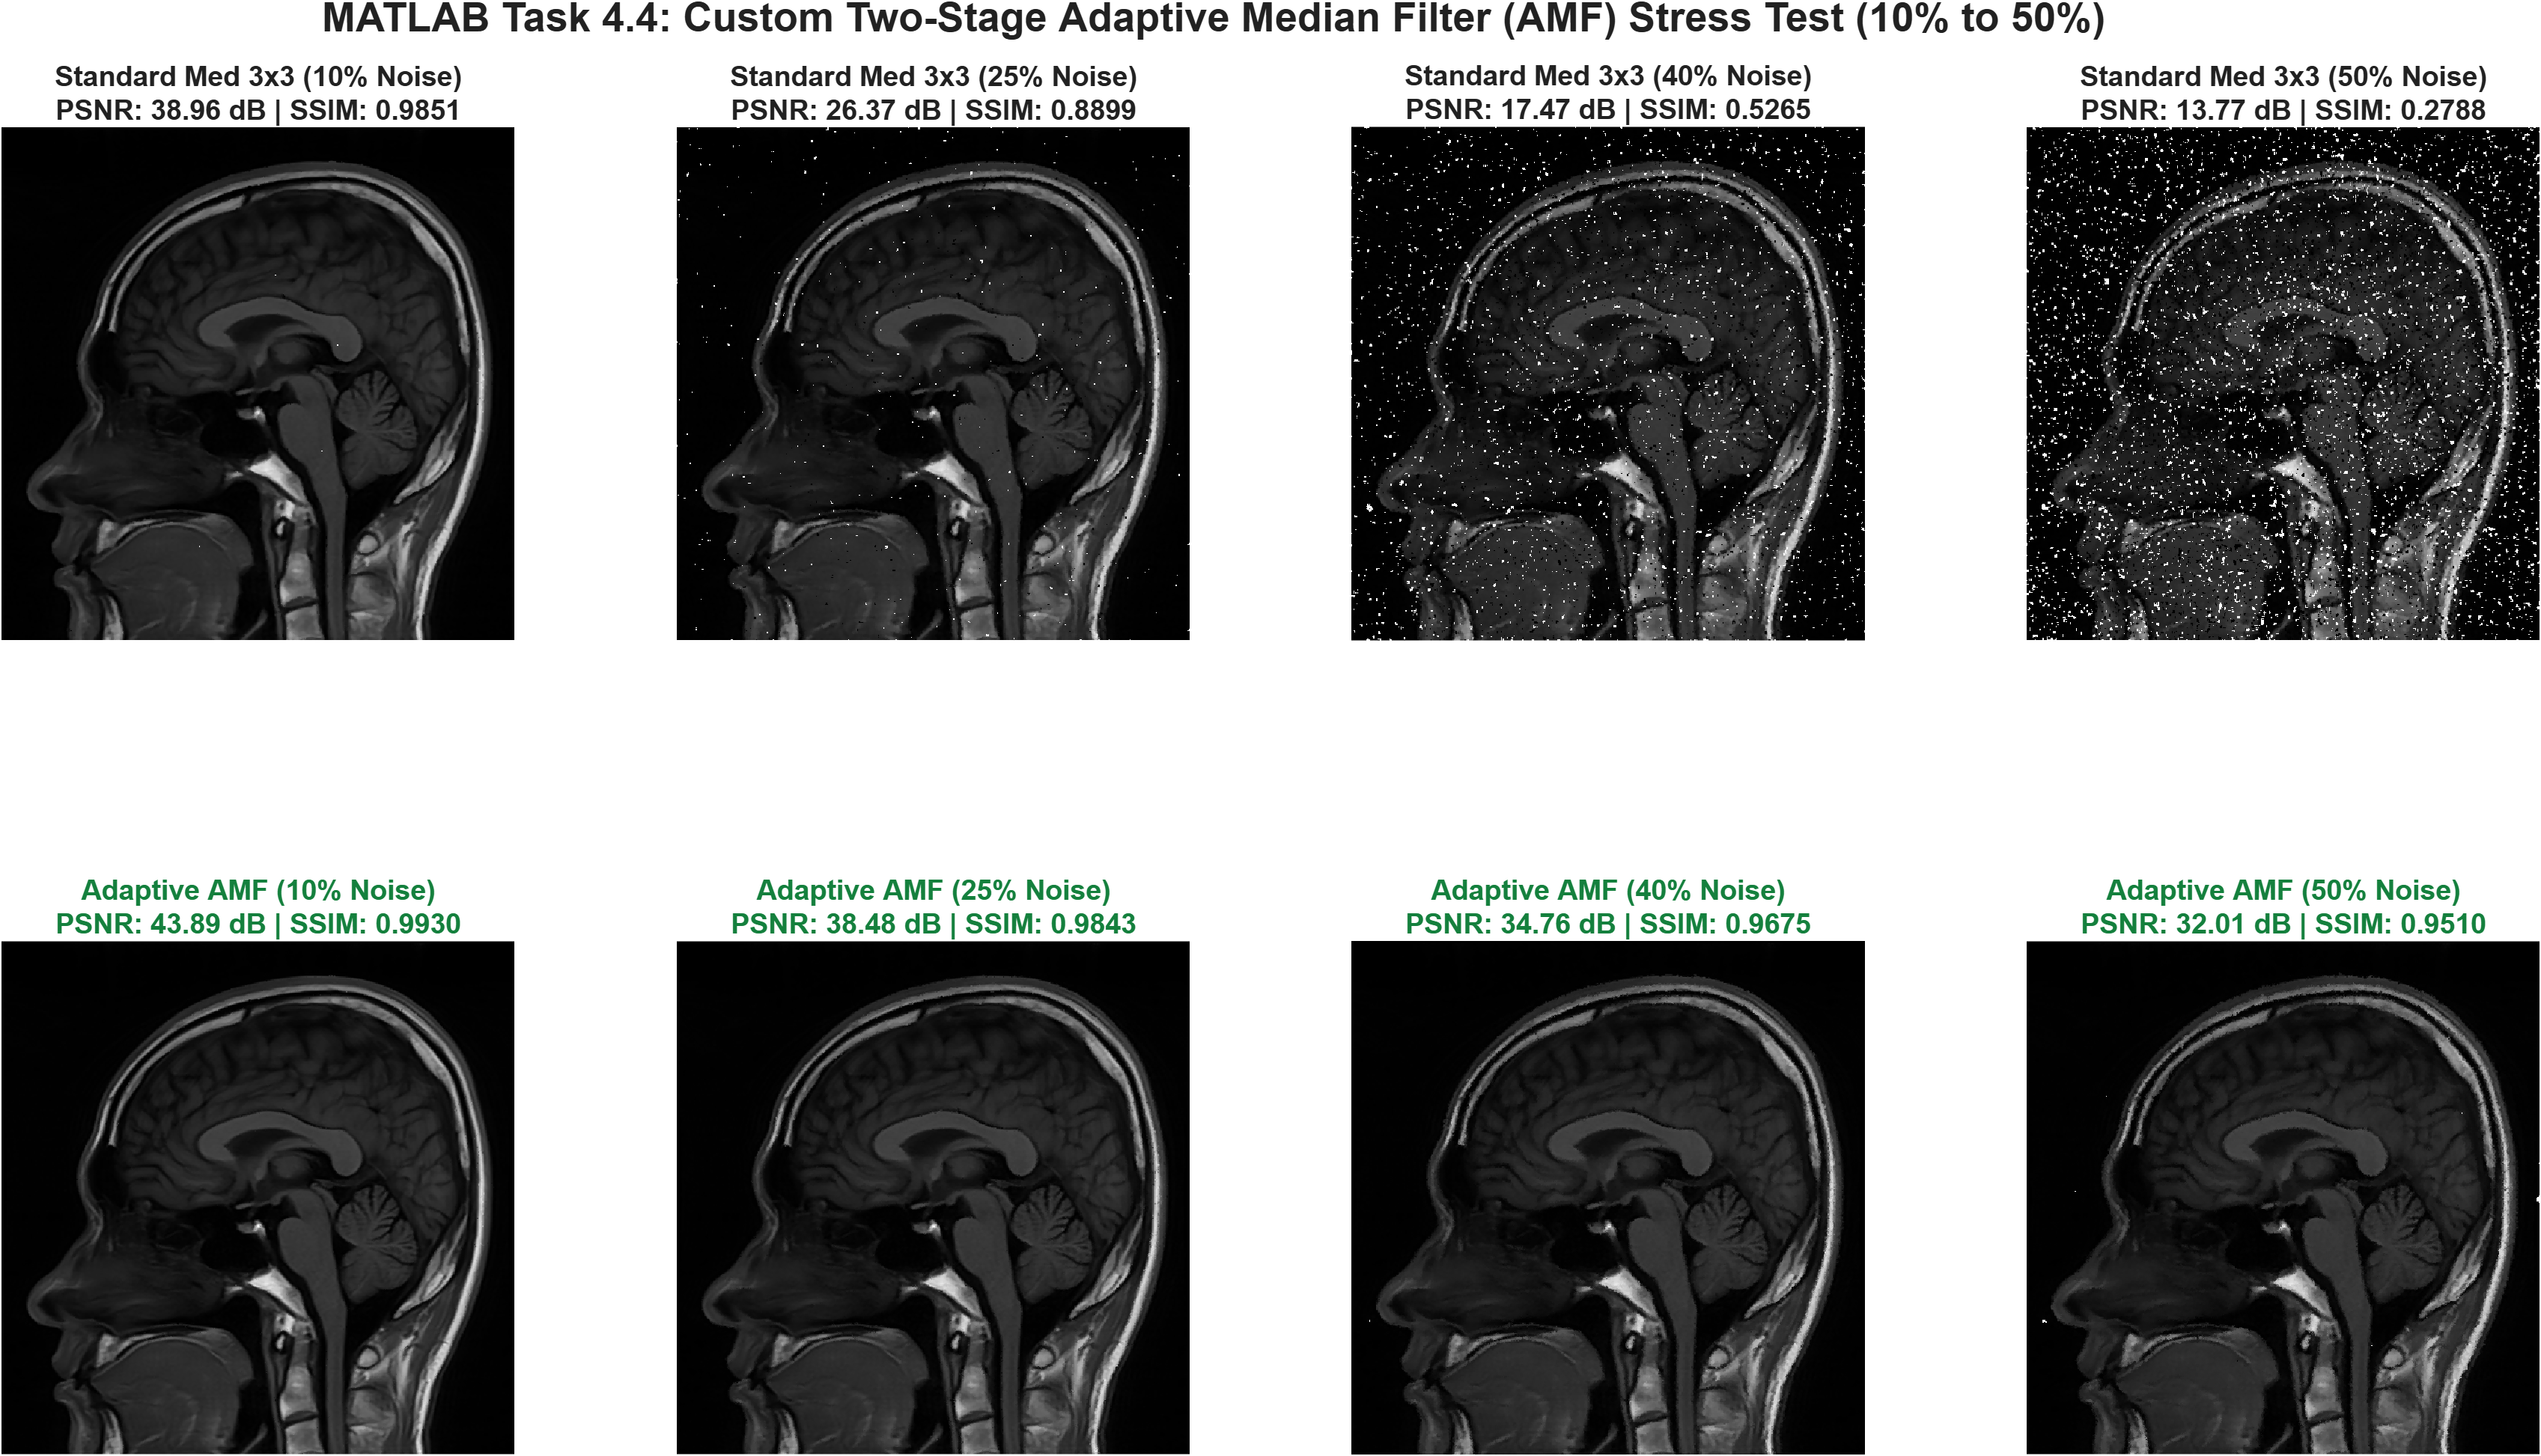 MATLAB Task 4.4: Custom Two-Stage Adaptive Median Filter (AMF) Stress Test (10% to 50%)
Standard Med 3x3 (10% Noise)
PSNR: 38.96 dB | SSIM: 0.9851
Standard Med 3x3 (25% Noise)
PSNR: 26.37 dB | SSIM: 0.8899
Standard Med 3x3 (40% Noise)
PSNR: 17.47 dB | SSIM: 0.5265
Standard Med 3x3 (50% Noise)
PSNR: 13.77 dB | SSIM: 0.2788
Adaptive AMF (10% Noise)
PSNR: 43.89 dB | SSIM: 0.9930
Adaptive AMF (25% Noise)
PSNR: 38.48 dB | SSIM: 0.9843
Adaptive AMF (40% Noise)
PSNR: 34.76 dB | SSIM: 0.9675
Adaptive AMF (50% Noise)
PSNR: 32.01 dB | SSIM: 0.9510